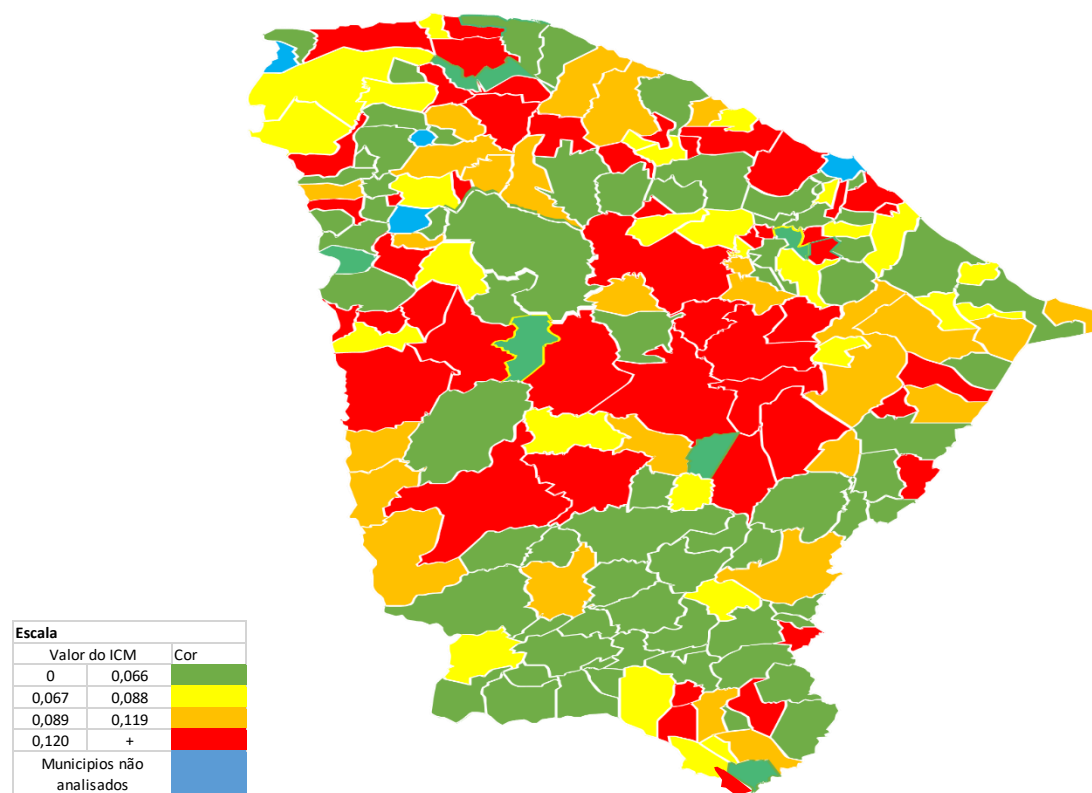 Escala
Valor do ICM Cor
0 0,066
0,067 0,088
0,089 0,119
0,120 +
Municipios não
analisados